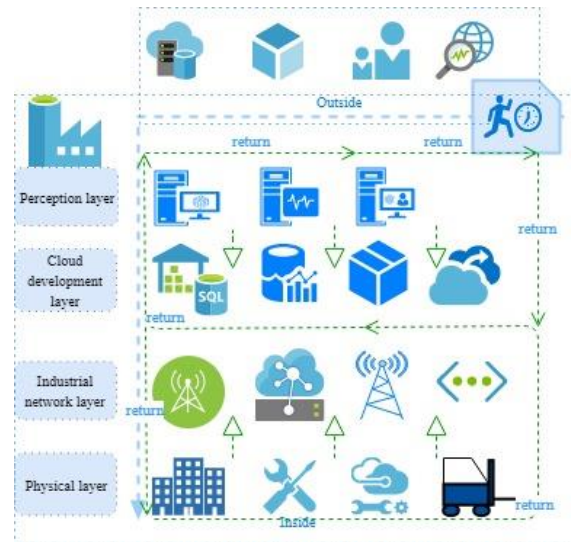 Outside
return
return
Perception layer
return
Cloud
development
layer
SQL
return
Industrial
network layer
return
Physical layer
return
Inside